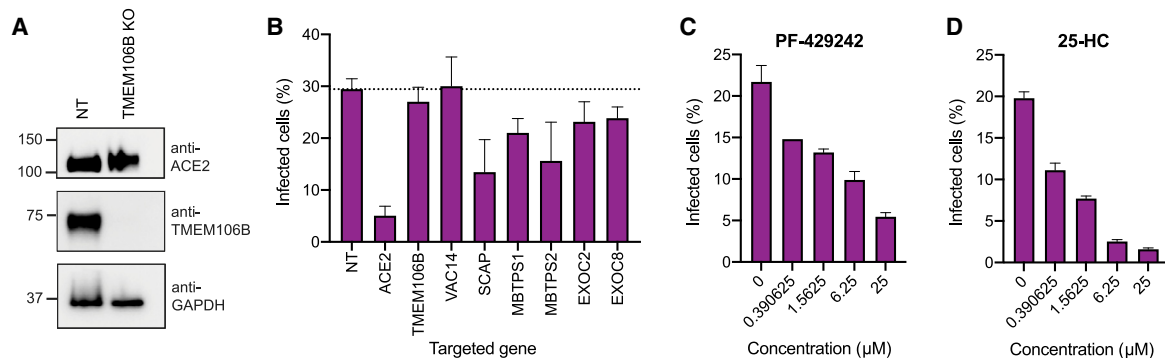 A
NT
TMEM106B KO
150
100
anti-
ACE2
75
anti-
TMEM106B
37
anti-
GAPDH
B
Infected cells (%)
40
30
20
10
0
NT
ACE2
TMEM106B
VAC14
SCAP
MBTPS1
MBTPS2
EXOC2
EXOC8
Targeted gene
C
PF-429242
Infected cells (%)
25
20
15
10
5
0
0
0.390625
1.5625
6.25
25
Concentration (µM)
D
25-HC
Infected cells (%)
25
20
15
10
5
0
0
0.390625
1.5625
6.25
25
Concentration (µM)